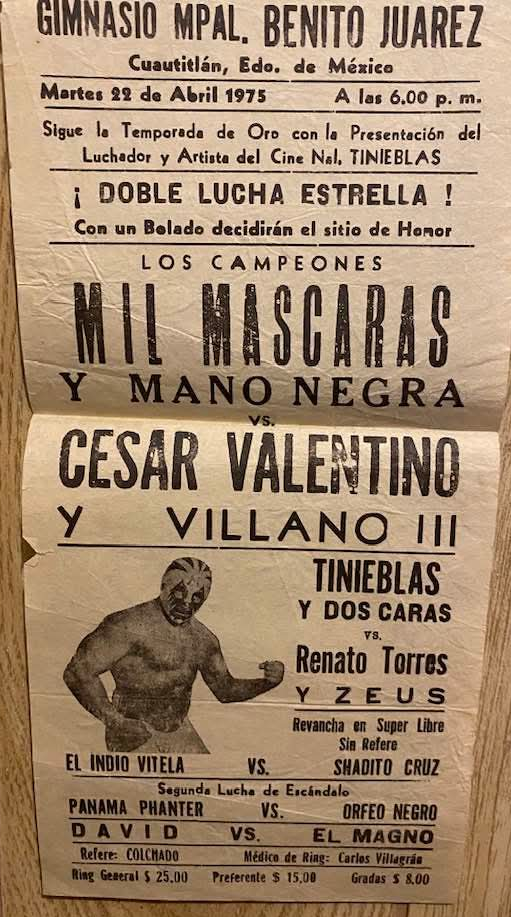 GIMNASIO MPAL. BENITO JUAREZ
Cuautitlán, Edo. de México
Martes 22 de Abril 1975 A las 6.00 p. m.
Sigue la Temporada de Oro con la Presentación del
Luchador y Artista del Cine Nal. TINIEBLAS
¡ DOBLE LUCHA ESTRELLA !
Con un Bolado decidirán el sitio de Honor
LOS CAMPEONES
MIL MASCARAS
Y MANO NEGRA
VS.
CESAR VALENTINO
Y VILLANO III
TINIEBLAS
Y DOS CARAS
VS.
Renato Torres
Y ZEUS
Revancha en Super Libre
Sin Refere
EL INDIO VITELA VS. SHADITO CRUZ
Segunda Lucha de Escándalo
PANAMA PHANTER VS. ORFEO NEGRO
DAVID VS. EL MAGNO
Refere: COLCHADO Médico de Ring: Carlos Villagrán
Ring General $ 25.00 Preferente $ 15.00 Gradas $ 8.00